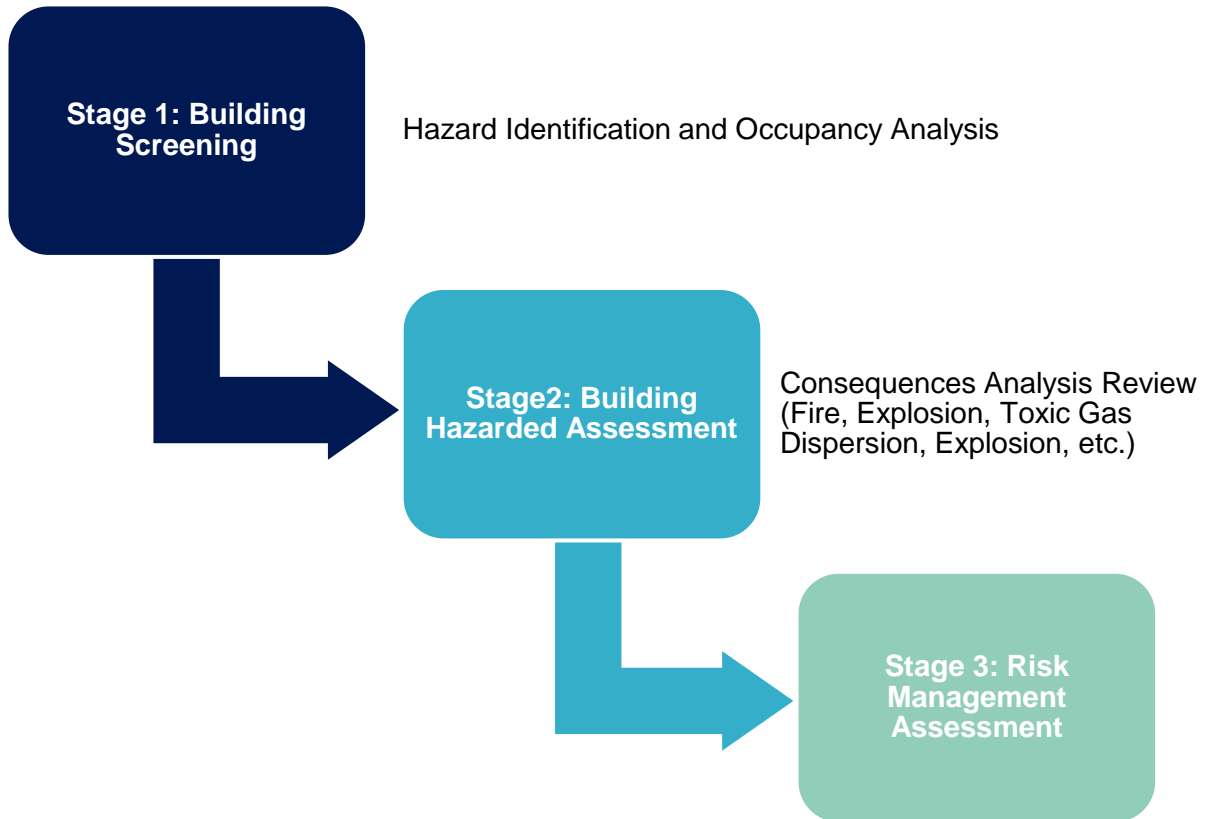 Stage 1: Building
Screening
Hazard Identification and Occupancy Analysis
Stage2: Building
Hazarded Assessment
Consequences Analysis Review
(Fire, Explosion, Toxic Gas
Dispersion, Explosion, etc.)
Stage 3: Risk
Management
Assessment